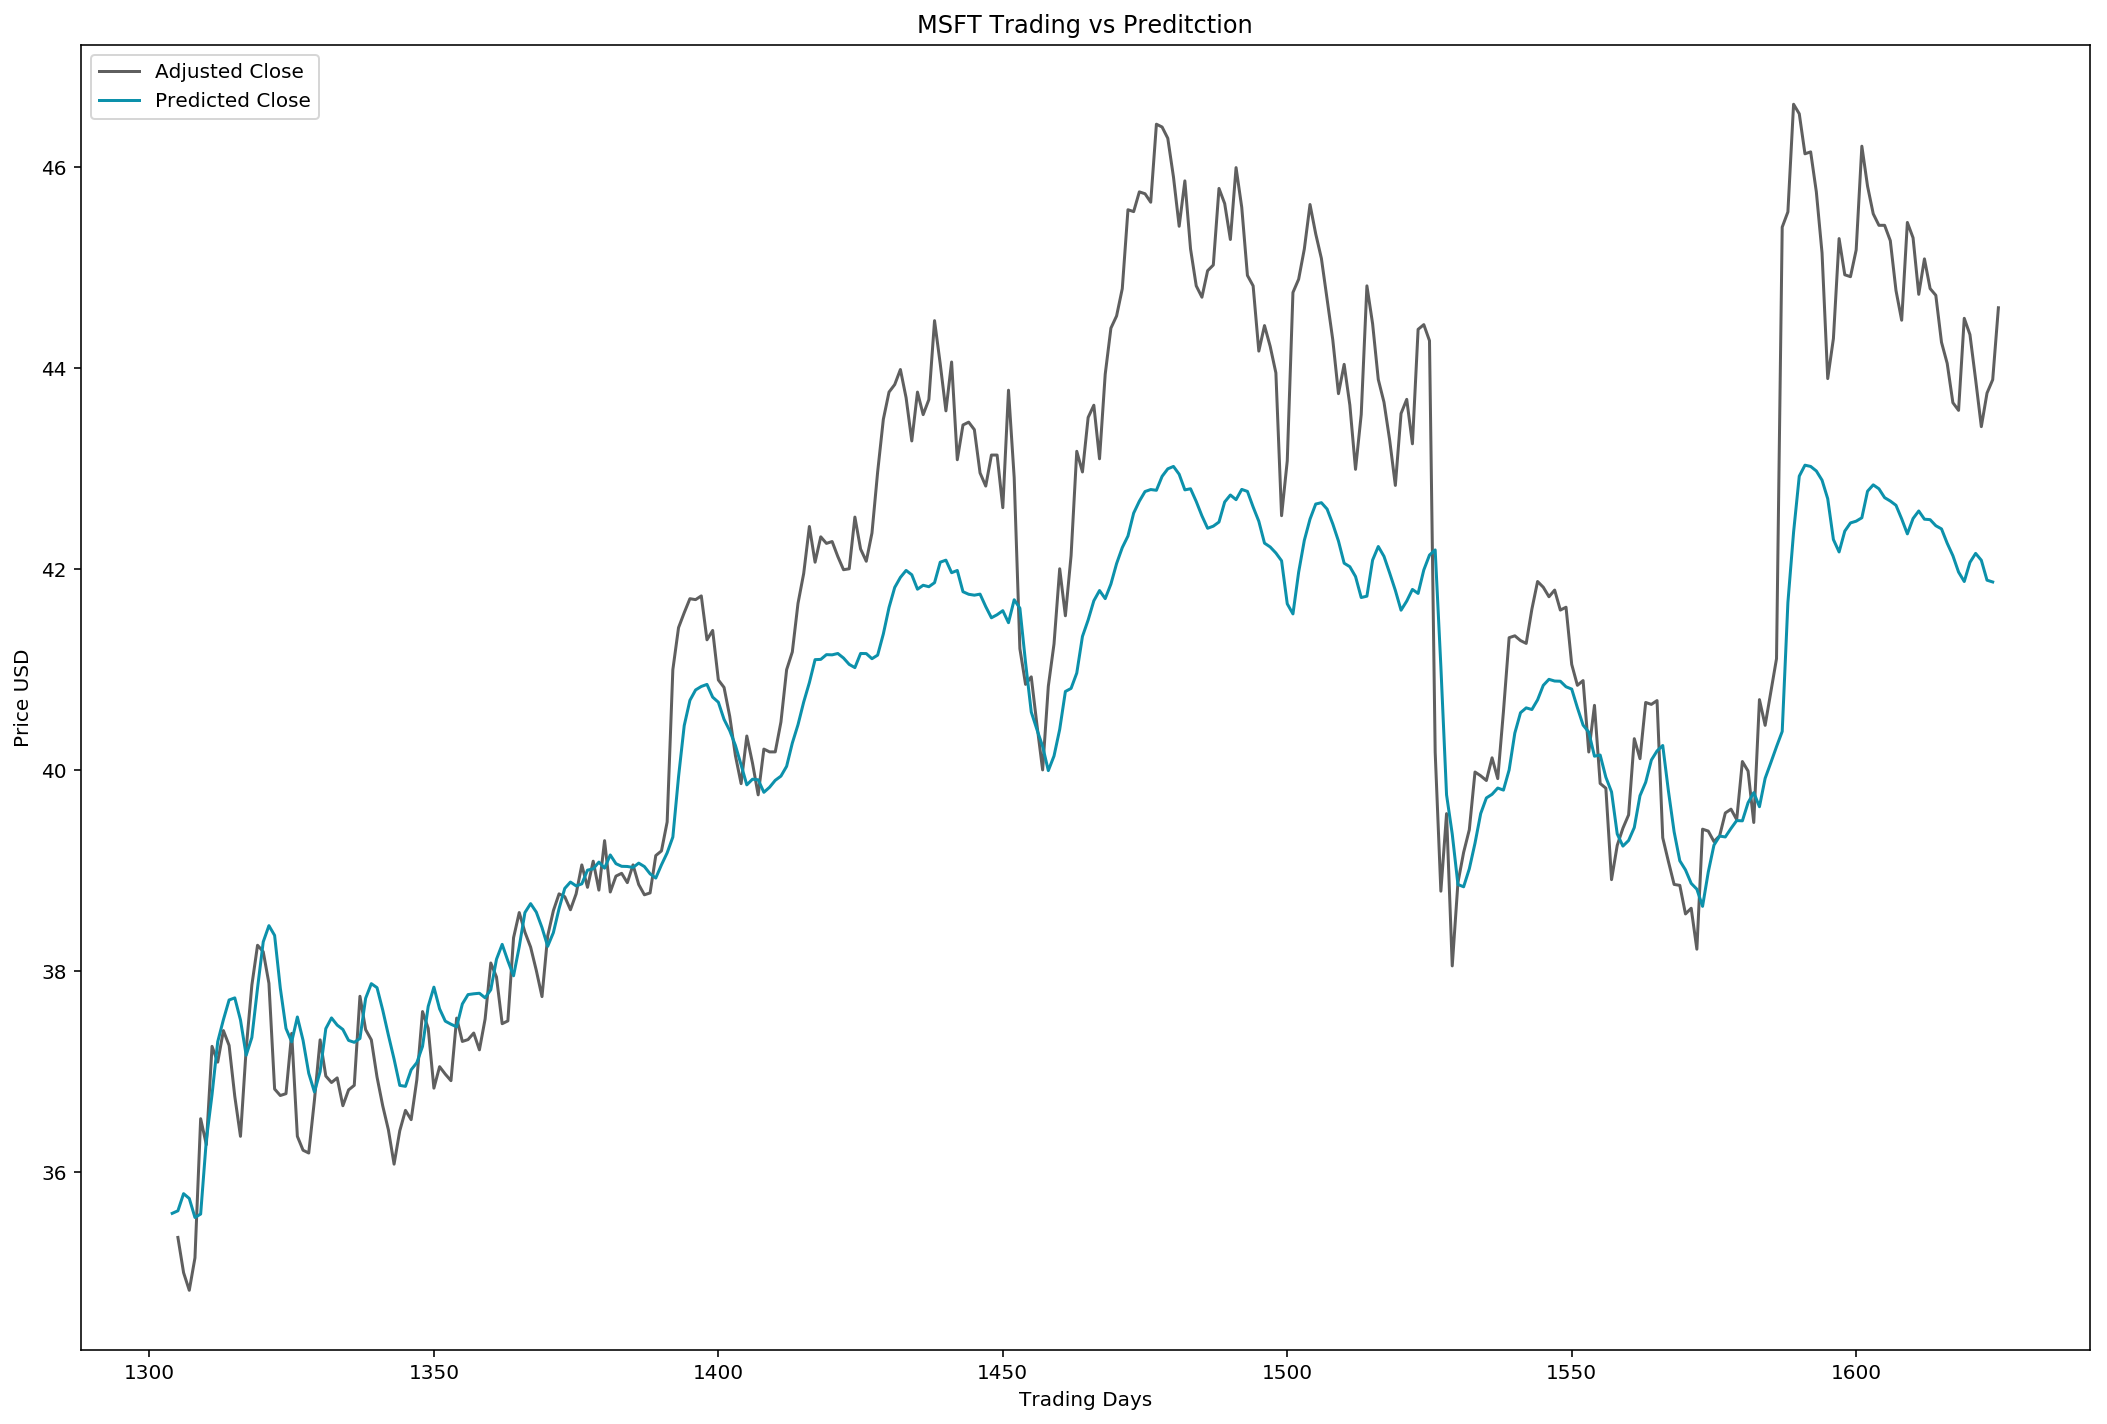 MSFT Trading vs Preditction
Adjusted Close
Predicted Close
46
44
42
40
38
36
Price USD
1300 1350 1400 1450 1500 1550 1600
Trading Days